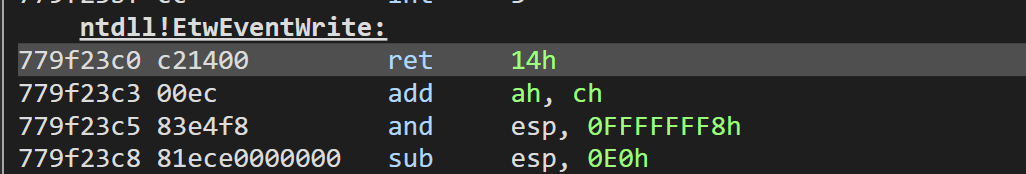 ntdll!EtwEventWrite:
779f23c0 c21400 ret 14h
779f23c3 00ec add ah, ch
779f23c5 83e4f8 and esp, 0FFFFFFF8h
779f23c8 81ece0000000 sub esp, 0E0h